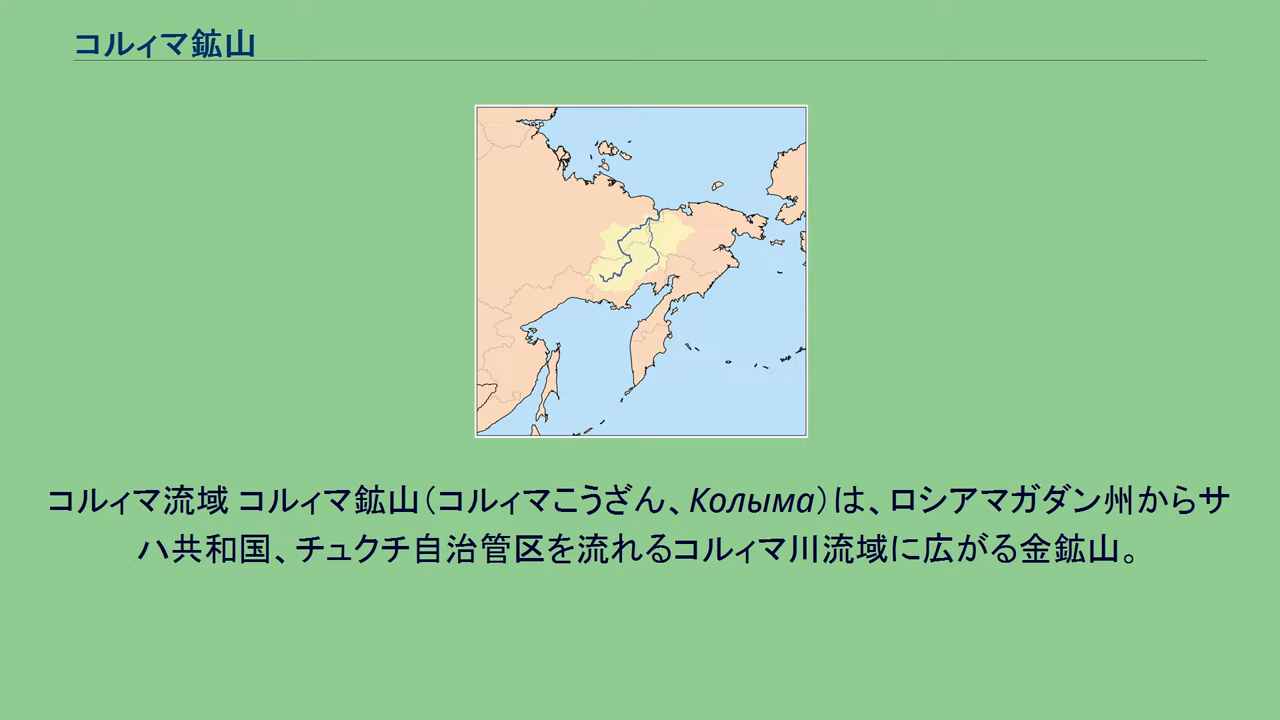 コルィマ鉱山
コルィマ流域 コルィマ鉱山（コルィマこうざん、Колыма）は、ロシアマガダン州からサ
ハ共和国、チュクチ自治管区を流れるコルィマ川流域に広がる金鉱山。